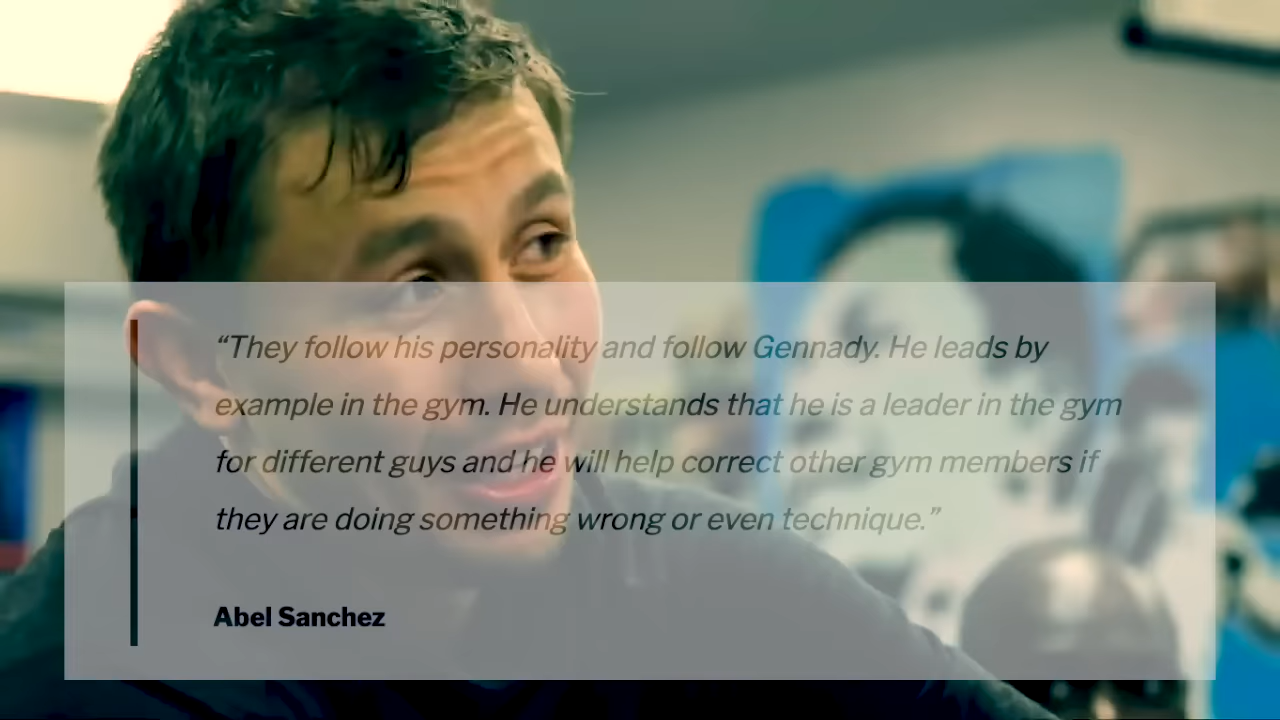 “They follow his personality and follow Gennady. He leads by
example in the gym. He understands that he is a leader in the gym
for different guys and he will help correct other gym members if
they are doing something wrong or even technique.”
Abel Sanchez